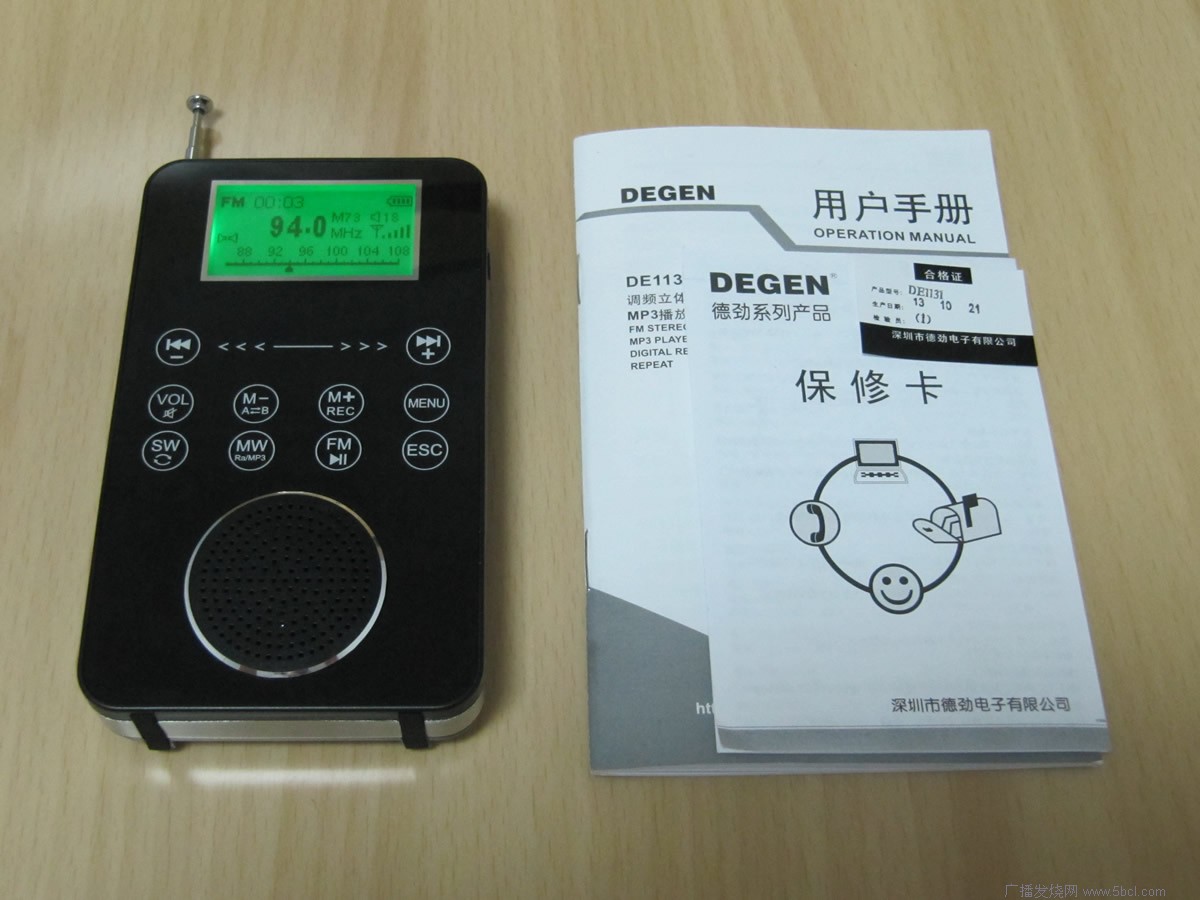 FM 00:03
94.0 MHz M73 18
88 92 96 100 104 108
<<< >>>
VOL
M-
A⇄B
M+
REC
MENU
SW
MW
Ra/MP3
FM
ESC
DEGEN
用户手册
OPERATION MANUAL
DE113
调频立体
MP3播放
FM STERE
MP3 PLAYE
DIGITAL RE
REPEAT
DEGEN®
德劲系列产品
合格证
产品型号: DE1131
生产日期: 13 10 21
检验员: (1)
深圳市德劲电子有限公司
保修卡
深圳市德劲电子有限公司
htt
广播发烧网 www.5bcl.com